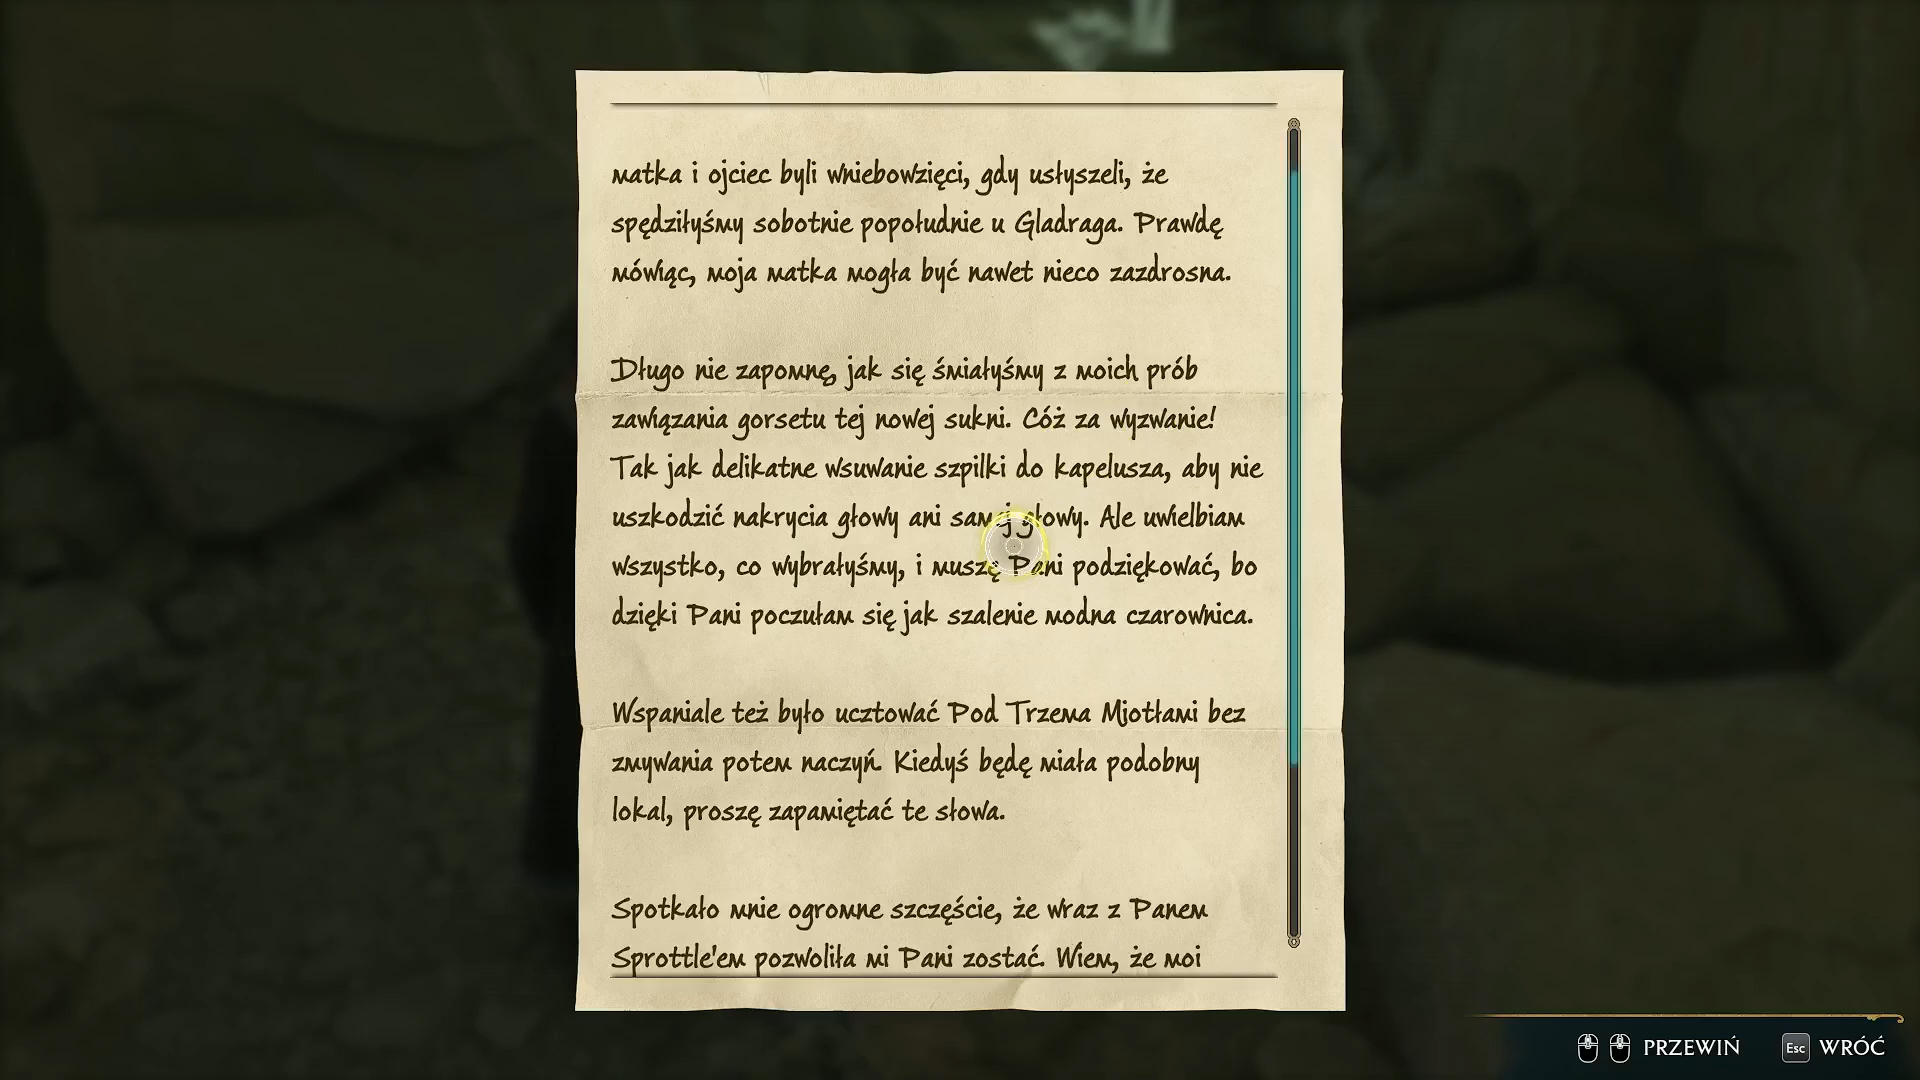 matka i ojciec byli wniebowzięci, gdy usłyszeli, że
spędziłyśmy sobotnie popołudnie u Gladraga. Prawdę
mówiąc, moja matka mogła być nawet nieco zazdrosna.
Długo nie zapomnę, jak się śmiałyśmy z moich prób
zawiązania gorsetu tej nowej sukni. Cóż za wyzwanie!
Tak jak delikatne wsuwanie szpilki do kapelusza, aby nie
uszkodzić nakrycia głowy ani samej głowy. Ale uwielbiam
wszystko, co wybrałyśmy, i muszę Pani podziękować, bo
dzięki Pani poczułam się jak szalenie modna czarownica.
Wspaniale też było ucztować Pod Trzema Miotłami bez
zmywania potem naczyń. Kiedyś będę miała podobny
lokal, proszę zapamiętać te słowa.
Spotkało mnie ogromne szczęście, że wraz z Panem
Sprottle'em pozwoliła mi Pani zostać. Wiem, że moi
PRZEWIŃ
Esc WRÓĆ